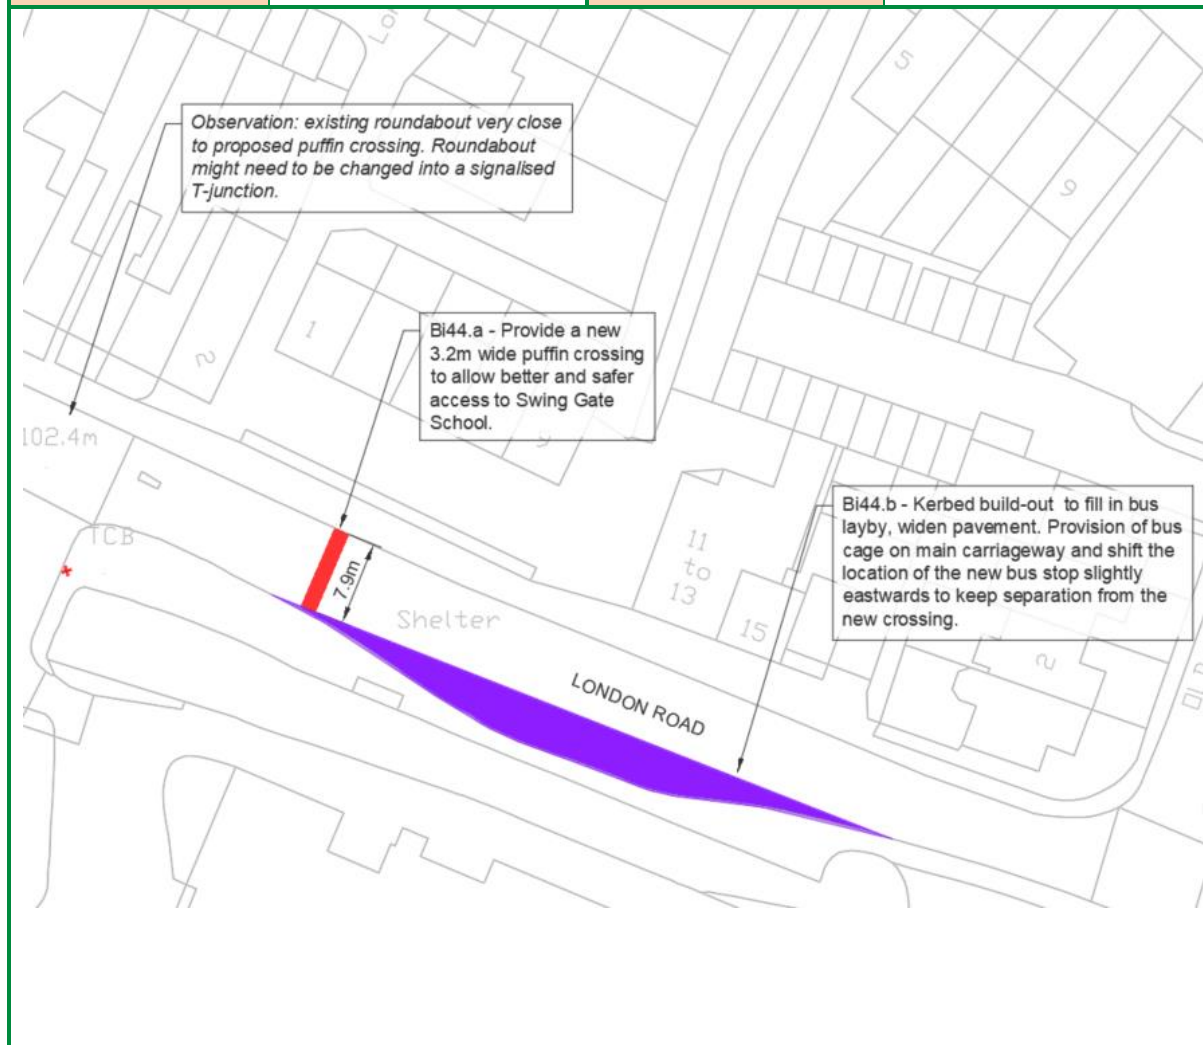 5
Observation: existing roundabout very close
to proposed puffin crossing. Roundabout
might need to be changed into a signalised
T-junction.
9
1
2
Bi44.a - Provide a new
3.2m wide puffin crossing
to allow better and safer
access to Swing Gate
School.
102.4m
9
Bi44.b - Kerbed build-out to fill in bus
layby, widen pavement. Provision of bus
cage on main carriageway and shift the
location of the new bus stop slightly
eastwards to keep separation from the
new crossing.
TCB
11
to
13
7.9m
Shelter
15
2
LONDON ROAD